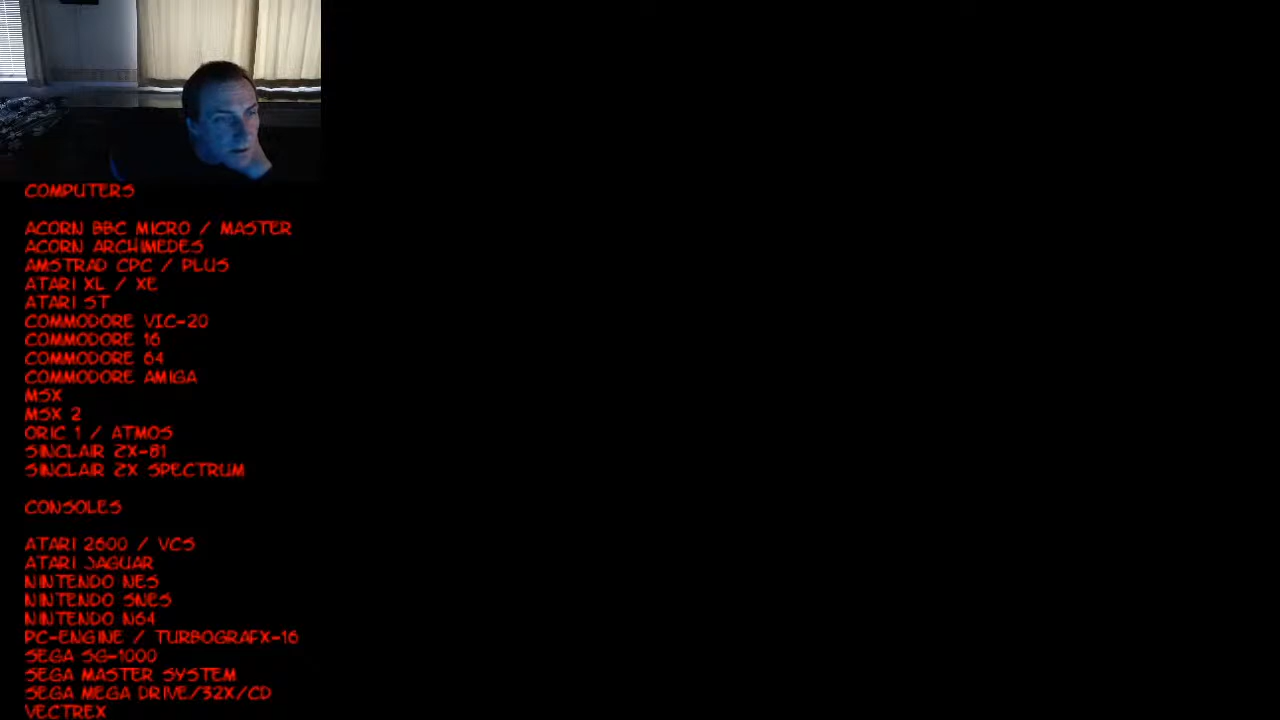 COMPUTERS
ACORN BBC MICRO / MASTER
ACORN ARCHIMEDES
AMSTRAD CPC / PLUS
ATARI XL / XE
ATARI ST
COMMODORE VIC-20
COMMODORE 16
COMMODORE 64
COMMODORE AMIGA
MSX
MSX 2
ORIC 1 / ATMOS
SINCLAIR ZX-81
SINCLAIR ZX SPECTRUM
CONSOLES
ATARI 2600 / VCS
ATARI JAGUAR
NINTENDO NES
NINTENDO SNES
NINTENDO N64
PC-ENGINE / TURBOGRAFX-16
SEGA SG-1000
SEGA MASTER SYSTEM
SEGA MEGA DRIVE/32X/CD
VECTREX